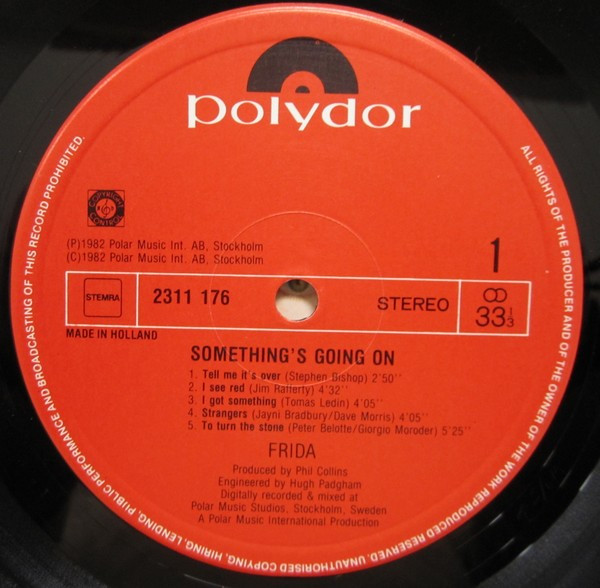 polydor
COPYRIGHT CONTROL
(P)1982 Polar Music Int. AB, Stockholm
(C)1982 Polar Music Int. AB, Stockholm
1
STEMRA
2311 176
STEREO
33 1/3
MADE IN HOLLAND
SOMETHING'S GOING ON
1. Tell me it's over (Stephen Bishop) 2'50''
2. I see red (Jim Rafferty) 4'32''
3. I got something (Tomas Ledin) 4'05''
4. Strangers (Jayni Bradbury/Dave Morris) 4'05''
5. To turn the stone (Peter Belotte/Giorgio Moroder) 5'25''
FRIDA
Produced by Phil Collins
Engineered by Hugh Padgham
Digitally recorded & mixed at
Polar Music Studios, Stockholm, Sweden
A Polar Music International Production
ALL RIGHTS OF THE PRODUCER AND OF THE OWNER OF THE WORK REPRODUCED RESERVED. UNAUTHORISED COPYING, HIRING, LENDING, PUBLIC PERFORMANCE AND BROADCASTING OF THIS RECORD PROHIBITED.